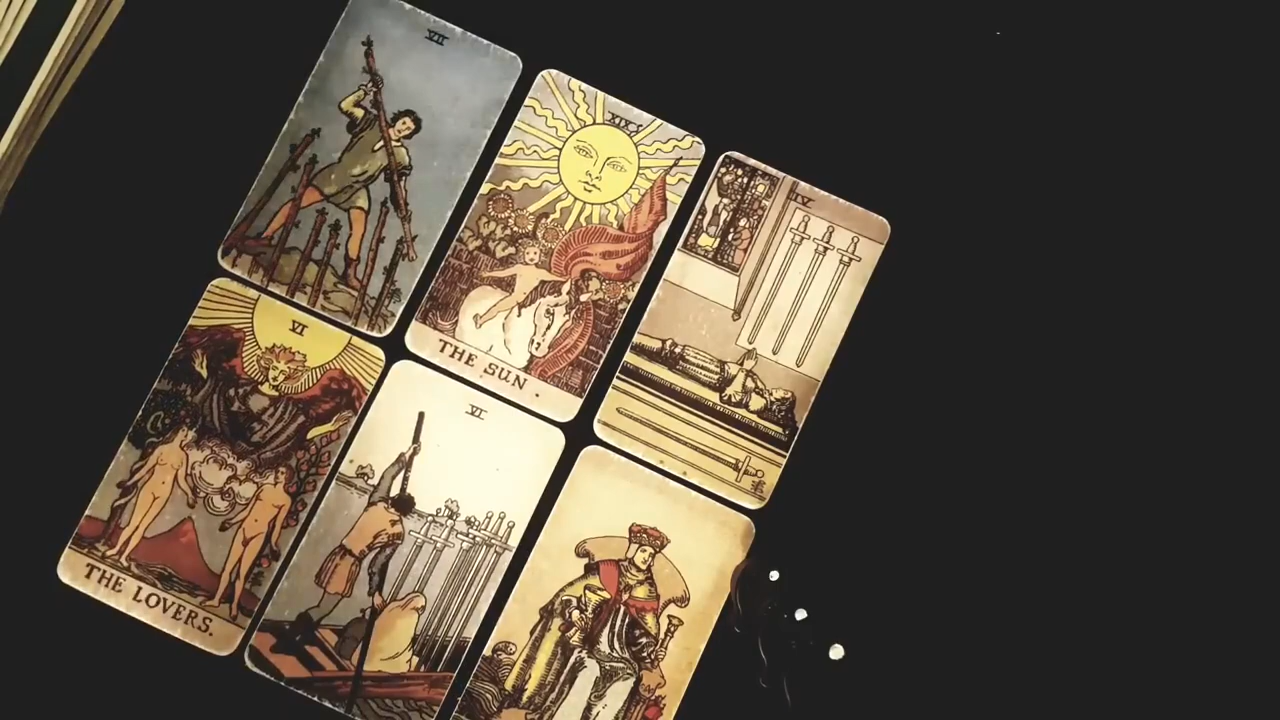 VII
XIX
THE SUN.
IV
VI
THE LOVERS.
VI